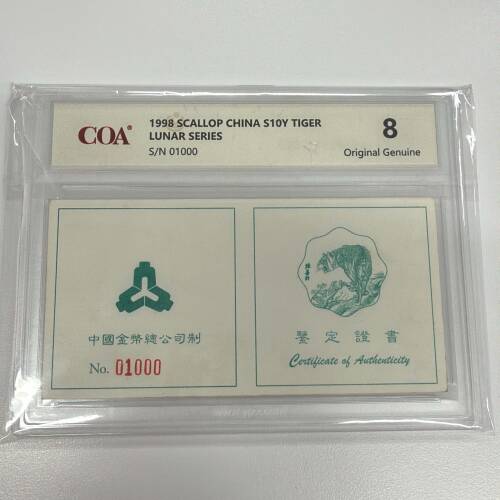 COA®
1998 SCALLOP CHINA S10Y TIGER
LUNAR SERIES
S/N 01000
8
Original Genuine
中國金幣總公司制
No. 01000
鑒定證書
Certificate of Authenticity